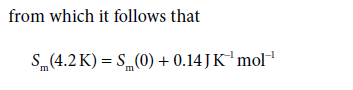 from which it follows that
Sₘ(4.2 K) = Sₘ(0) + 0.14 J K⁻¹ mol⁻¹